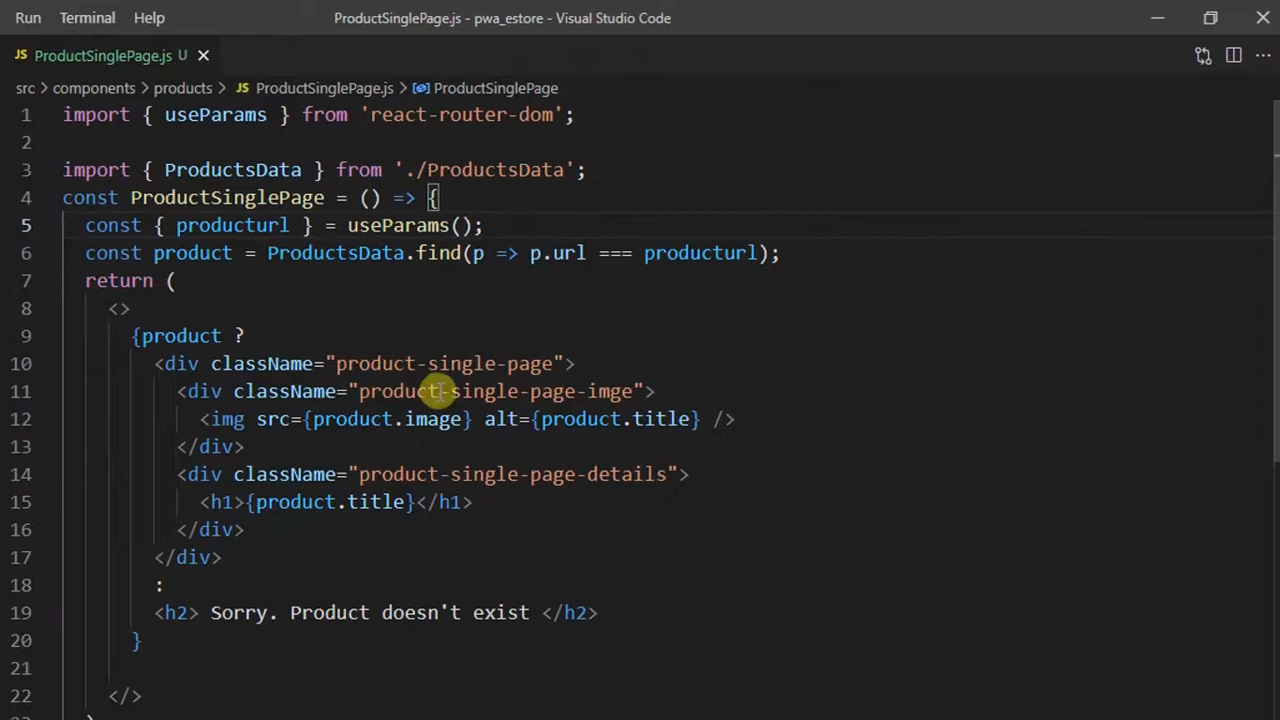 Run Terminal Help ProductSinglePage.js - pwa_estore - Visual Studio Code
JS ProductSinglePage.js U
src > components > products > JS ProductSinglePage.js > ProductSinglePage
1 import { useParams } from 'react-router-dom';
2
3 import { ProductsData } from './ProductsData';
4 const ProductSinglePage = () => {
5 const { producturl } = useParams();
6 const product = ProductsData.find(p => p.url === producturl);
7 return (
8 <>
9 {product ?
10 <div className="product-single-page">
11 <div className="product-single-page-imge">
12 <img src={product.image} alt={product.title} />
13 </div>
14 <div className="product-single-page-details">
15 <h1>{product.title}</h1>
16 </div>
17 </div>
18 :
19 <h2> Sorry. Product doesn't exist </h2>
20 }
21
22 </>